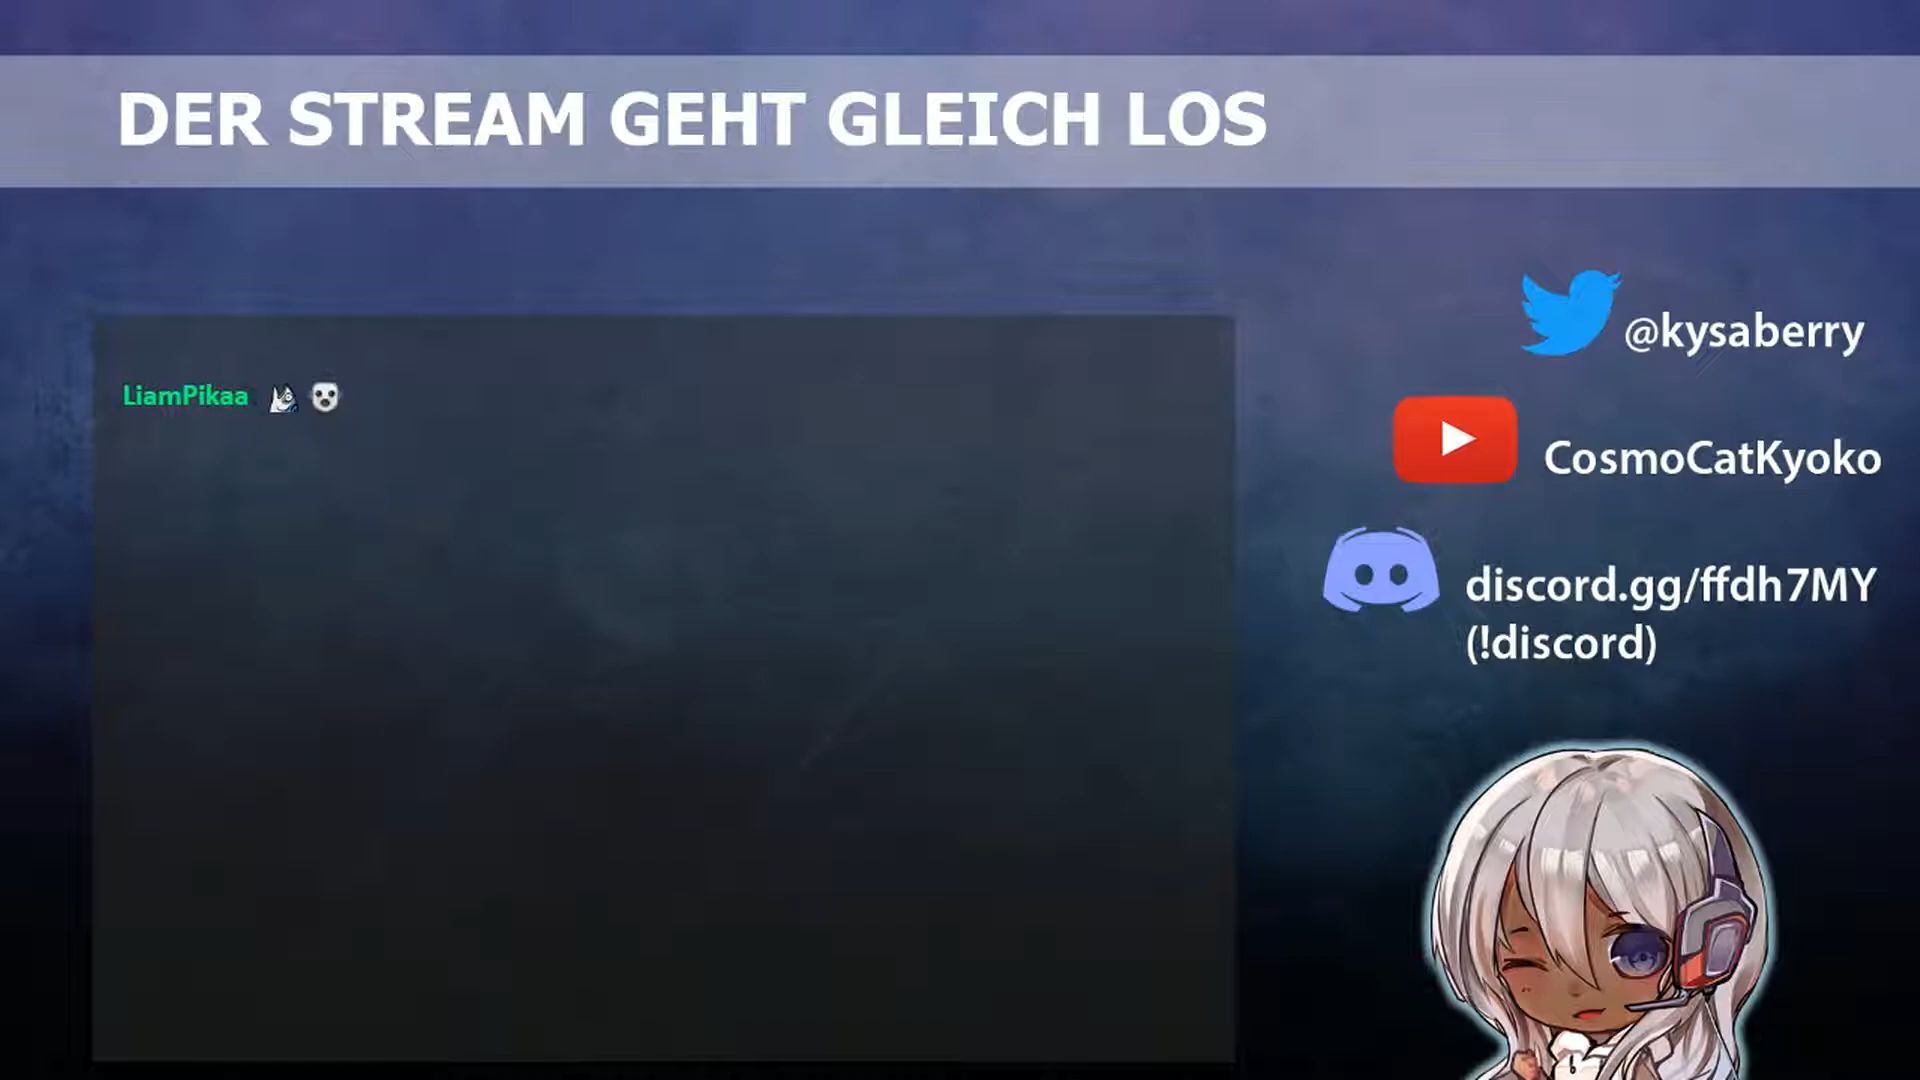 DER STREAM GEHT GLEICH LOS
LiamPikaa
@kysaberry
CosmoCatKyoko
discord.gg/ffdh7MY
(!discord)